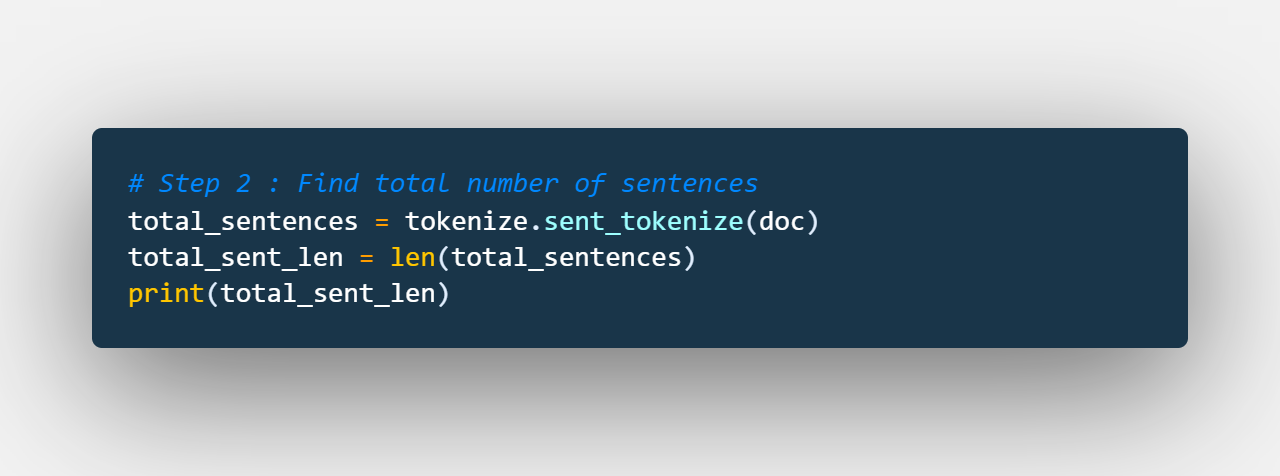 # Step 2 : Find total number of sentences
total_sentences = tokenize.sent_tokenize(doc)
total_sent_len = len(total_sentences)
print(total_sent_len)